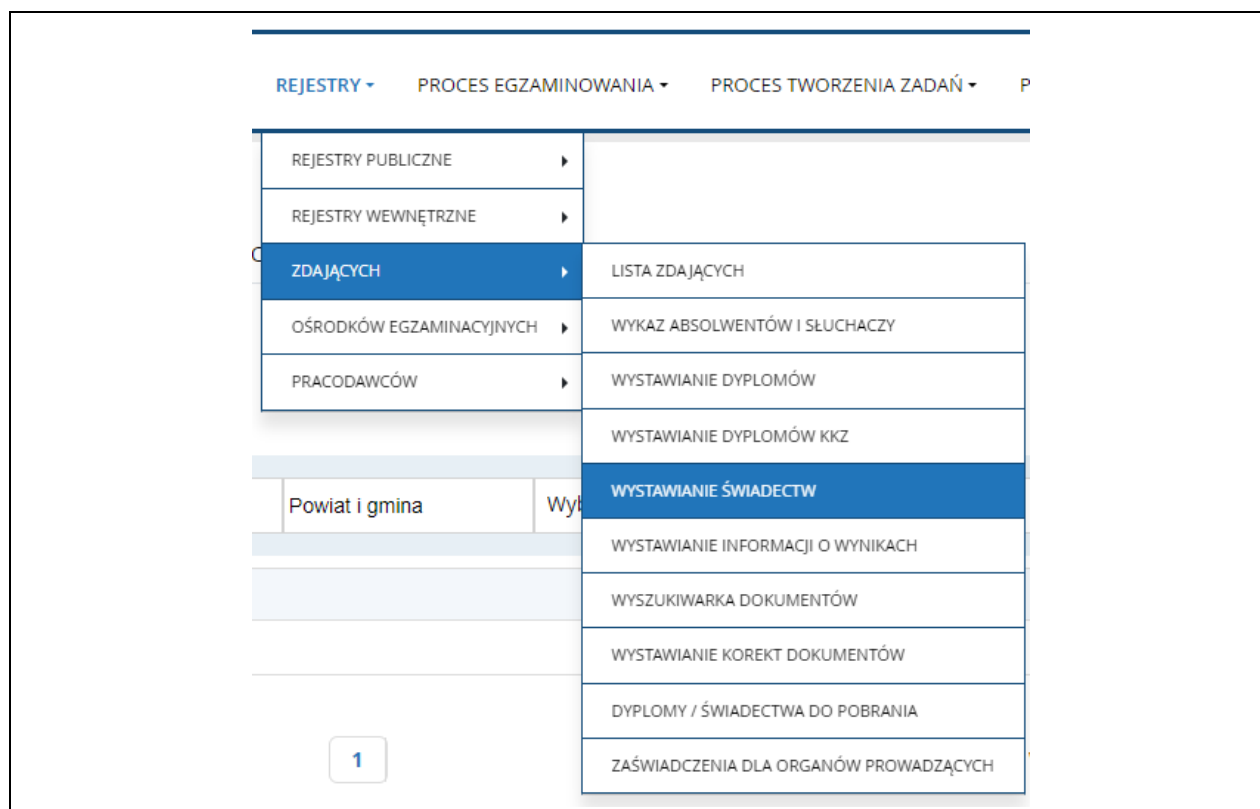 REJESTRY PROCES EGZAMINOWANIA PROCES TWORZENIA ZADAŃ P
REJESTRY PUBLICZNE
REJESTRY WEWNĘTRZNE
ZDAJĄCYCH
OŚRODKÓW EGZAMINACYJNYCH
PRACODAWCÓW
LISTA ZDAJĄCYCH
WYKAZ ABSOLWENTÓW I SŁUCHACZY
WYSTAWIANIE DYPLOMÓW
WYSTAWIANIE DYPLOMÓW KKZ
WYSTAWIANIE ŚWIADECTW
WYSTAWIANIE INFORMACJI O WYNIKACH
WYSZUKIWARKA DOKUMENTÓW
WYSTAWIANIE KOREKT DOKUMENTÓW
DYPLOMY / ŚWIADECTWA DO POBRANIA
ZAŚWIADCZENIA DLA ORGANÓW PROWADZĄCYCH
Powiat i gmina
1